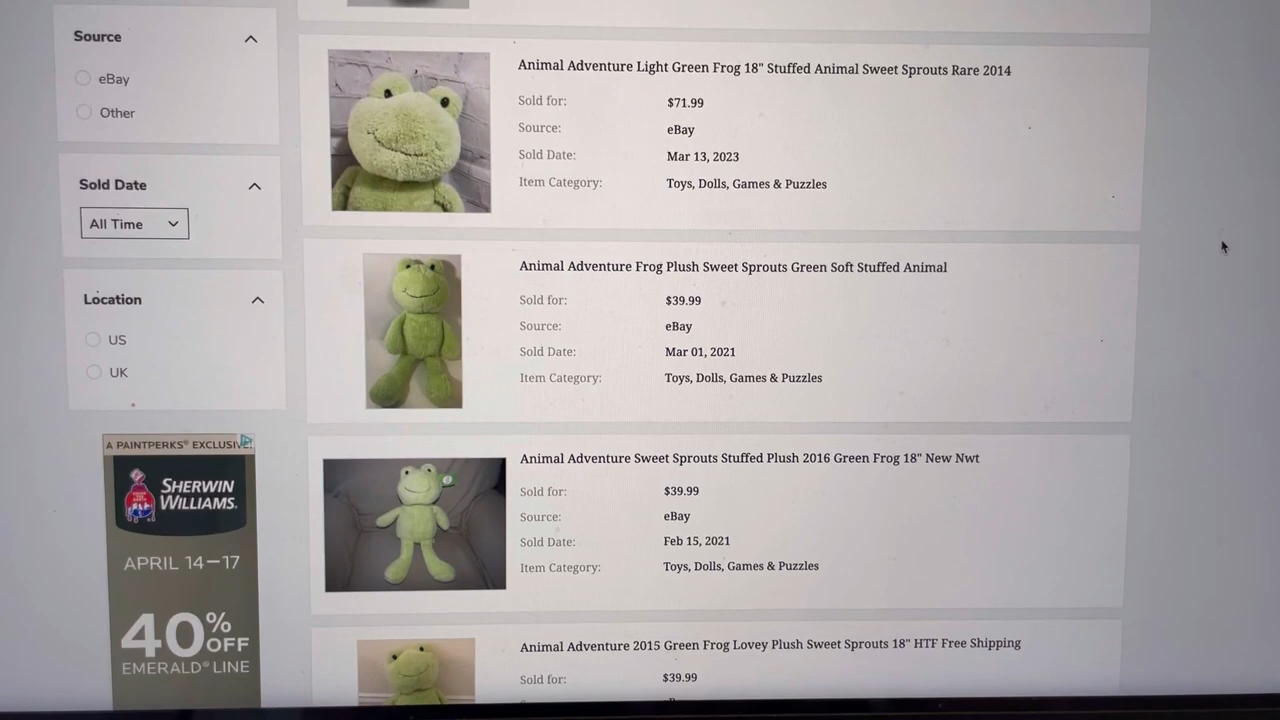 Source
eBay
Other
Sold Date
All Time
Location
US
UK
A PAINTPERKS® EXCLUSIVE!
SHERWIN
WILLIAMS.
APRIL 14–17
40% OFF
EMERALD® LINE
Animal Adventure Light Green Frog 18" Stuffed Animal Sweet Sprouts Rare 2014
Sold for: $71.99
Source: eBay
Sold Date: Mar 13, 2023
Item Category: Toys, Dolls, Games & Puzzles
Animal Adventure Frog Plush Sweet Sprouts Green Soft Stuffed Animal
Sold for: $39.99
Source: eBay
Sold Date: Mar 01, 2021
Item Category: Toys, Dolls, Games & Puzzles
Animal Adventure Sweet Sprouts Stuffed Plush 2016 Green Frog 18" New Nwt
Sold for: $39.99
Source: eBay
Sold Date: Feb 15, 2021
Item Category: Toys, Dolls, Games & Puzzles
Animal Adventure 2015 Green Frog Lovey Plush Sweet Sprouts 18" HTF Free Shipping
Sold for: $39.99